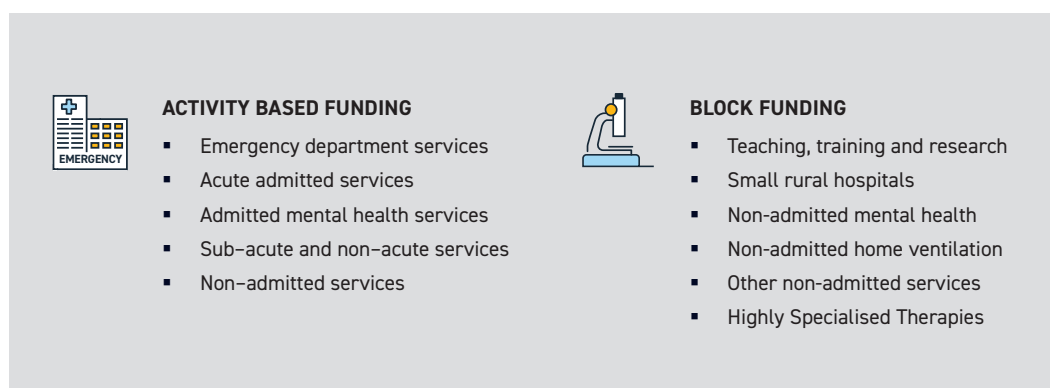 EMERGENCY
ACTIVITY BASED FUNDING
▪ Emergency department services
▪ Acute admitted services
▪ Admitted mental health services
▪ Sub–acute and non–acute services
▪ Non–admitted services
BLOCK FUNDING
▪ Teaching, training and research
▪ Small rural hospitals
▪ Non-admitted mental health
▪ Non-admitted home ventilation
▪ Other non-admitted services
▪ Highly Specialised Therapies